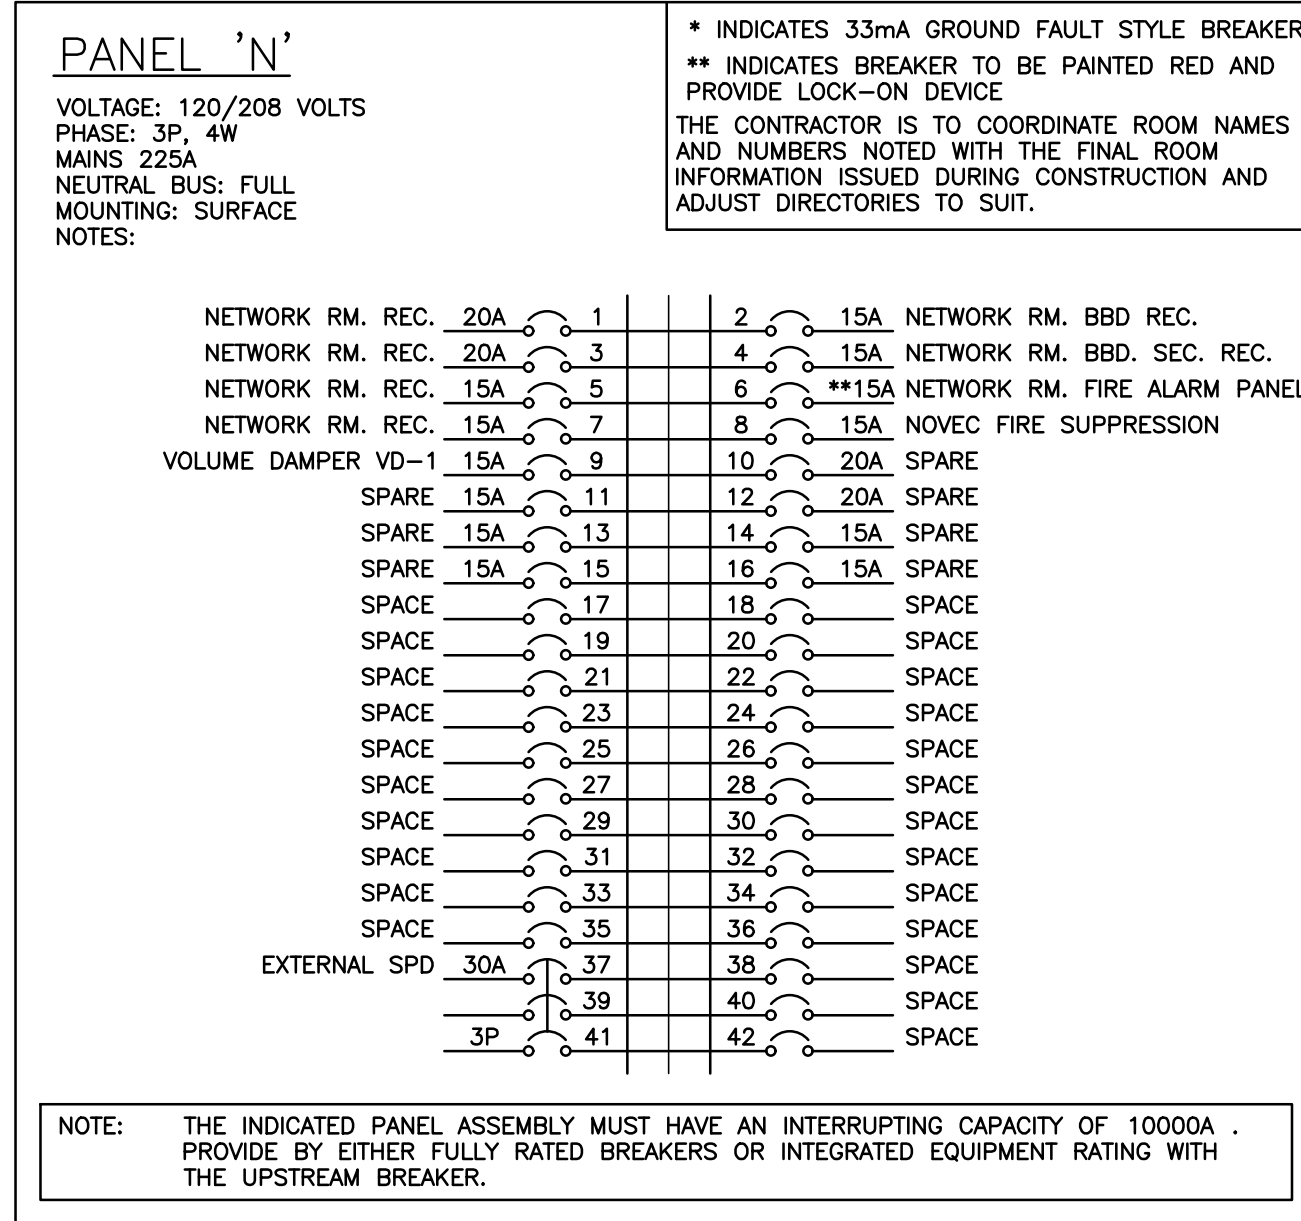 PANEL 'N'
VOLTAGE: 120/208 VOLTS
PHASE: 3P, 4W
MAINS 225A
NEUTRAL BUS: FULL
MOUNTING: SURFACE
NOTES:
* INDICATES 33mA GROUND FAULT STYLE BREAKER
** INDICATES BREAKER TO BE PAINTED RED AND
PROVIDE LOCK-ON DEVICE
THE CONTRACTOR IS TO COORDINATE ROOM NAMES
AND NUMBERS NOTED WITH THE FINAL ROOM
INFORMATION ISSUED DURING CONSTRUCTION AND
ADJUST DIRECTORIES TO SUIT.
NETWORK RM. REC. 20A 1 2 15A NETWORK RM. BBD REC.
NETWORK RM. REC. 20A 3 4 15A NETWORK RM. BBD. SEC. REC.
NETWORK RM. REC. 15A 5 6 **15A NETWORK RM. FIRE ALARM PANEL
NETWORK RM. REC. 15A 7 8 15A NOVEC FIRE SUPPRESSION
VOLUME DAMPER VD-1 15A 9 10 20A SPARE
SPARE 15A 11 12 20A SPARE
SPARE 15A 13 14 15A SPARE
SPARE 15A 15 16 15A SPARE
SPACE 17 18 SPACE
SPACE 19 20 SPACE
SPACE 21 22 SPACE
SPACE 23 24 SPACE
SPACE 25 26 SPACE
SPACE 27 28 SPACE
SPACE 29 30 SPACE
SPACE 31 32 SPACE
SPACE 33 34 SPACE
SPACE 35 36 SPACE
EXTERNAL SPD 30A 37 38 SPACE
39 40 SPACE
3P 41 42 SPACE
NOTE: THE INDICATED PANEL ASSEMBLY MUST HAVE AN INTERRUPTING CAPACITY OF 10000A .
PROVIDE BY EITHER FULLY RATED BREAKERS OR INTEGRATED EQUIPMENT RATING WITH
THE UPSTREAM BREAKER.